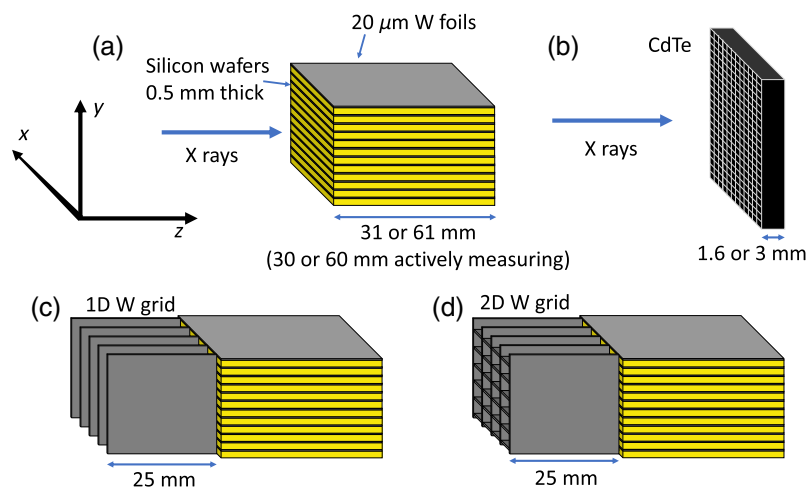 (a)
20 μm W foils
(b)
CdTe
Silicon wafers
0.5 mm thick
y
x
X rays
X rays
z
31 or 61 mm
(30 or 60 mm actively measuring)
1.6 or 3 mm
(c)
1D W grid
(d)
2D W grid
25 mm
25 mm